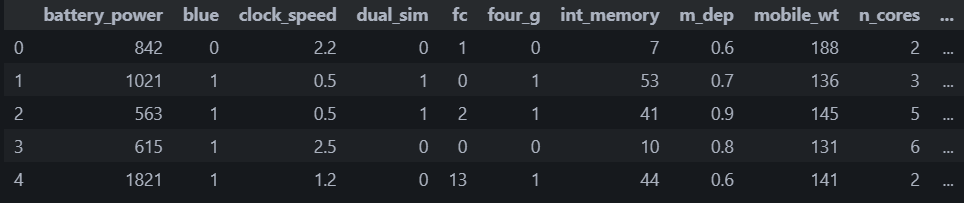 battery_power blue clock_speed dual_sim fc four_g int_memory m_dep mobile_wt n_cores ...
0 842 0 2.2 0 1 0 7 0.6 188 2 ...
1 1021 1 0.5 1 0 1 53 0.7 136 3 ...
2 563 1 0.5 1 2 1 41 0.9 145 5 ...
3 615 1 2.5 0 0 0 10 0.8 131 6 ...
4 1821 1 1.2 0 13 1 44 0.6 141 2 ...